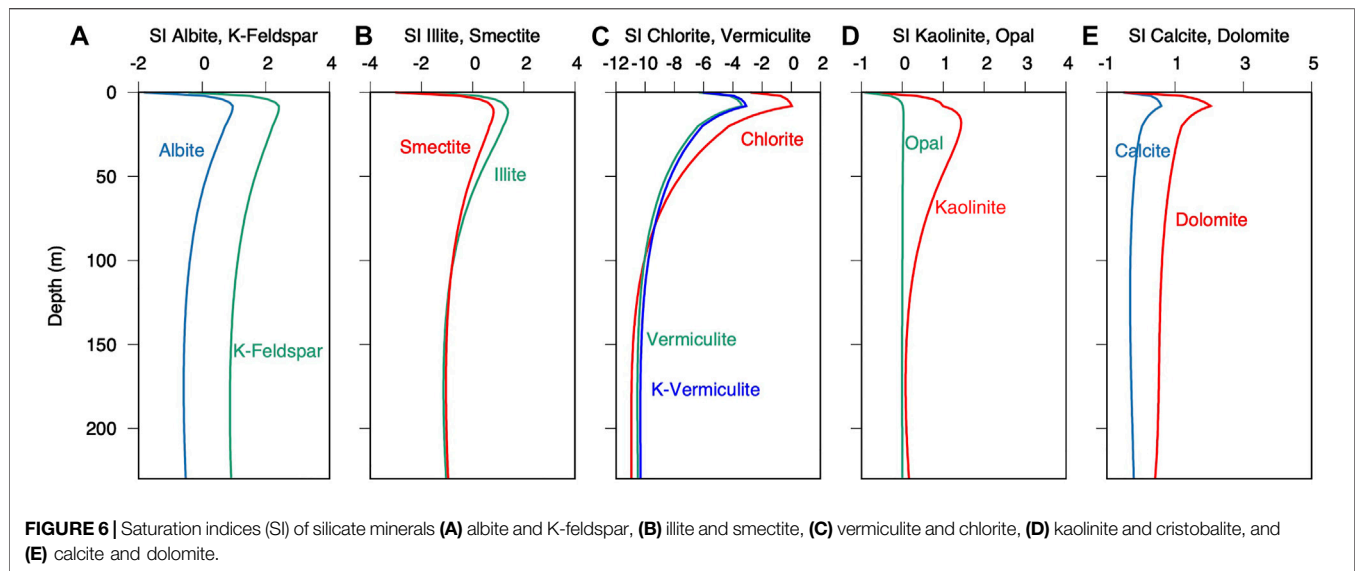 A SI Albite, K-Feldspar
-2 0 2 4
B SI Illite, Smectite
-4 -2 0 2 4
C SI Chlorite, Vermiculite
-12 -10 -8 -6 -4 -2 0 2
D SI Kaolinite, Opal
-1 0 1 2 3 4
E SI Calcite, Dolomite
-1 1 3 5
Depth (m)
0
50
100
150
200
Albite
K-Feldspar
Smectite
Illite
Chlorite
Vermiculite
K-Vermiculite
Opal
Kaolinite
Calcite
Dolomite
FIGURE 6 | Saturation indices (SI) of silicate minerals (A) albite and K-feldspar, (B) illite and smectite, (C) vermiculite and chlorite, (D) kaolinite and cristobalite, and
(E) calcite and dolomite.